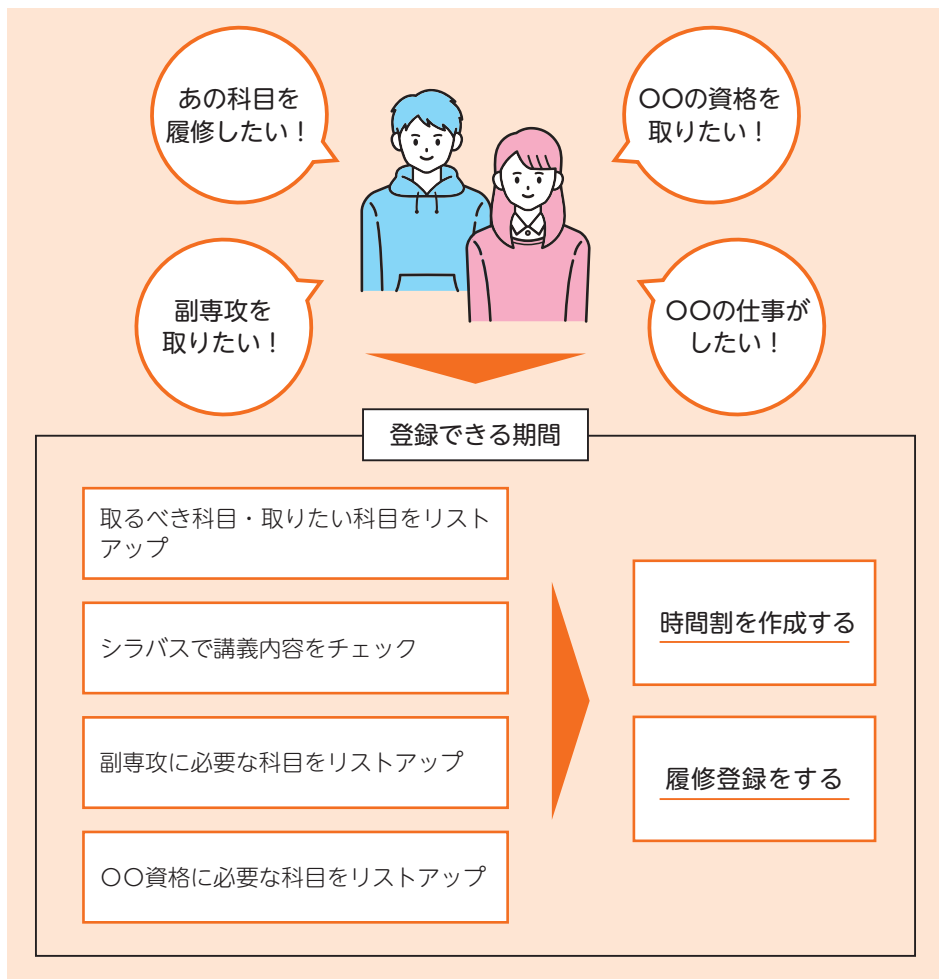 あの科目を
履修したい！
〇〇の資格を
取りたい！
副専攻を
取りたい！
〇〇の仕事が
したい！
登録できる期間
取るべき科目・取りたい科目をリスト
アップ
シラバスで講義内容をチェック
副専攻に必要な科目をリストアップ
〇〇資格に必要な科目をリストアップ
時間割を作成する
履修登録をする